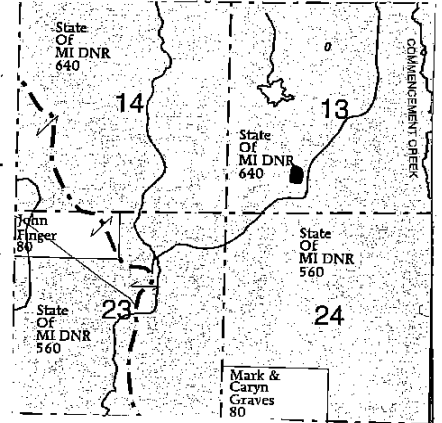 State
Of
MI DNR
640
14
13
COMMENCEMENT CREEK
State
Of
MI DNR
640
John
Finger
80
State
Of
MI DNR
560
State
Of
MI DNR
560
23
24
Mark &
Caryn
Graves
80